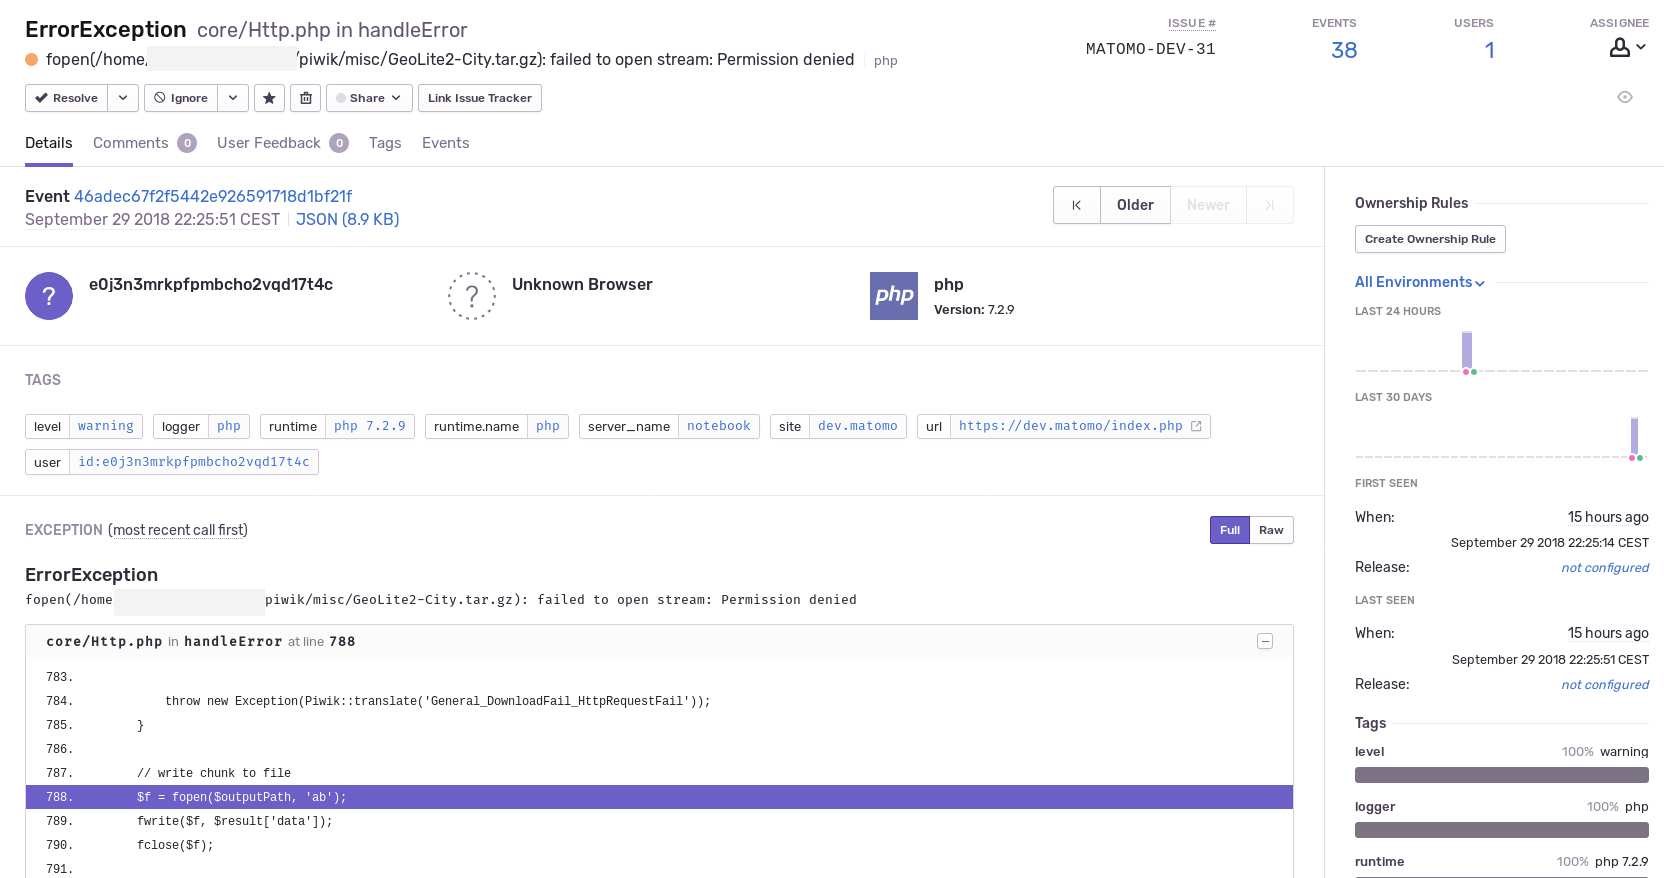 ErrorException core/Http.php in handleError
fopen(/home/ /piwik/misc/GeoLite2-City.tar.gz): failed to open stream: Permission denied php
ISSUE # EVENTS USERS ASSIGNEE
MATOMO-DEV-31 38 1
Resolve Ignore Share Link Issue Tracker
Details Comments 0 User Feedback 0 Tags Events
Event 46adec67f2f5442e926591718d1bf21f
September 29 2018 22:25:51 CEST JSON (8.9 KB)
Older Newer
? e0j3n3mrkpfpmbcho2vqd17t4c ? Unknown Browser php php
Version: 7.2.9
TAGS
level warning logger php runtime php 7.2.9 runtime.name php server_name notebook site dev.matomo url https://dev.matomo/index.php
user id:e0j3n3mrkpfpmbcho2vqd17t4c
EXCEPTION (most recent call first) Full Raw
ErrorException
fopen(/home piwik/misc/GeoLite2-City.tar.gz): failed to open stream: Permission denied
core/Http.php in handleError at line 788
783.
784. throw new Exception(Piwik::translate('General_DownloadFail_HttpRequestFail'));
785. }
786.
787. // write chunk to file
788. $f = fopen($outputPath, 'ab');
789. fwrite($f, $result['data']);
790. fclose($f);
791.
Ownership Rules
Create Ownership Rule
All Environments
LAST 24 HOURS
LAST 30 DAYS
FIRST SEEN
When: 15 hours ago
September 29 2018 22:25:14 CEST
Release: not configured
LAST SEEN
When: 15 hours ago
September 29 2018 22:25:51 CEST
Release: not configured
Tags
level 100% warning
logger 100% php
runtime 100% php 7.2.9